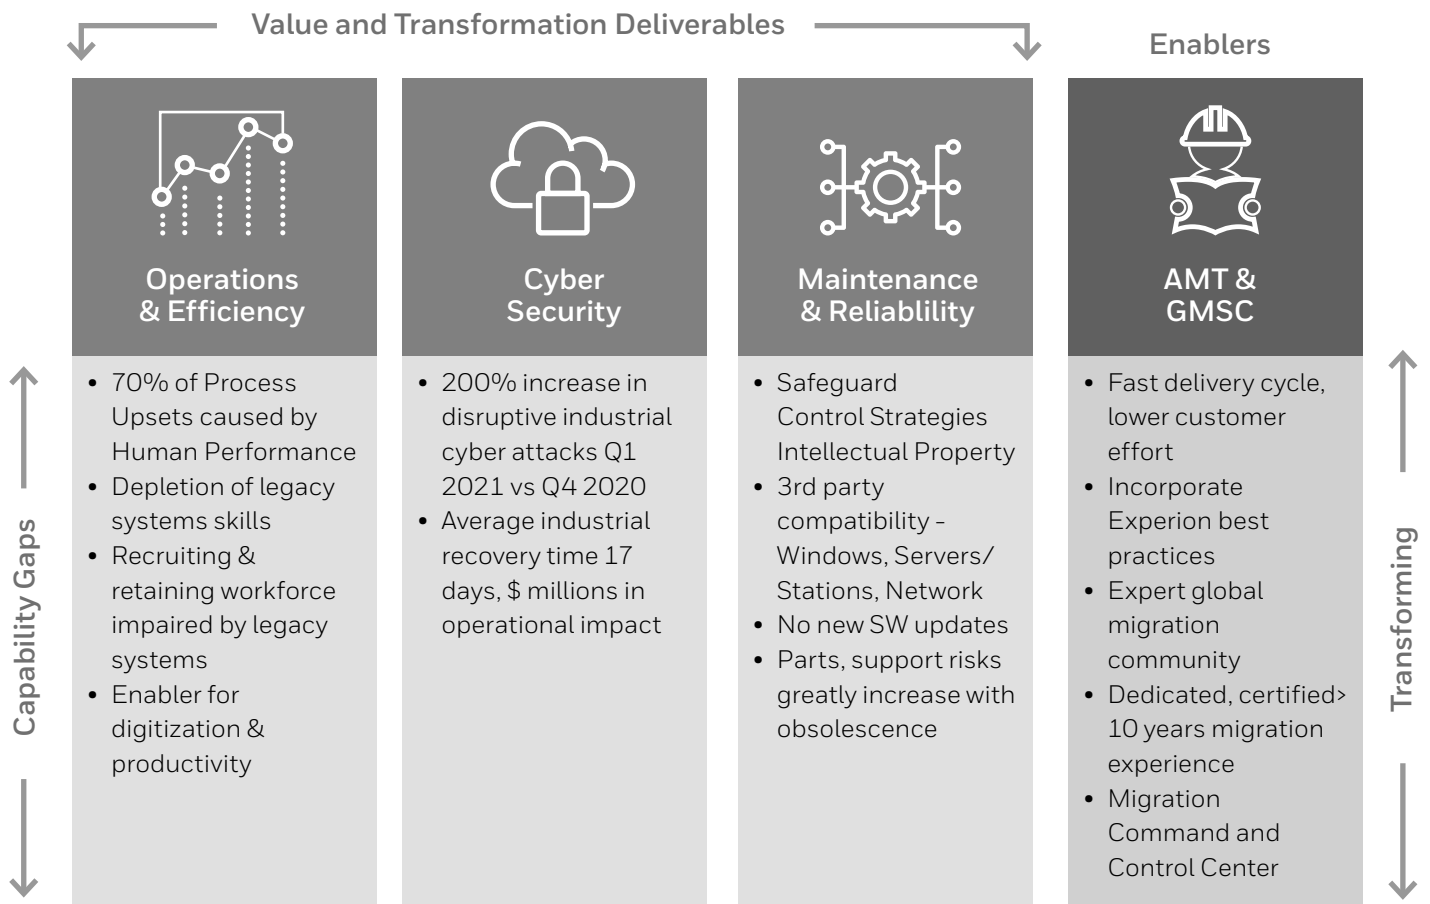 Value and Transformation Deliverables
Enablers
Operations
& Efficiency
Cyber
Security
Maintenance
& Reliablility
AMT &
GMSC
Capability Gaps
• 70% of Process
Upsets caused by
Human Performance
• Depletion of legacy
systems skills
• Recruiting &
retaining workforce
impaired by legacy
systems
• Enabler for
digitization &
productivity
• 200% increase in
disruptive industrial
cyber attacks Q1
2021 vs Q4 2020
• Average industrial
recovery time 17
days, $ millions in
operational impact
• Safeguard
Control Strategies
Intellectual Property
• 3rd party
compatibility -
Windows, Servers/
Stations, Network
• No new SW updates
• Parts, support risks
greatly increase with
obsolescence
• Fast delivery cycle,
lower customer
effort
• Incorporate
Experion best
practices
• Expert global
migration
community
• Dedicated, certified>
10 years migration
experience
• Migration
Command and
Control Center
Transforming